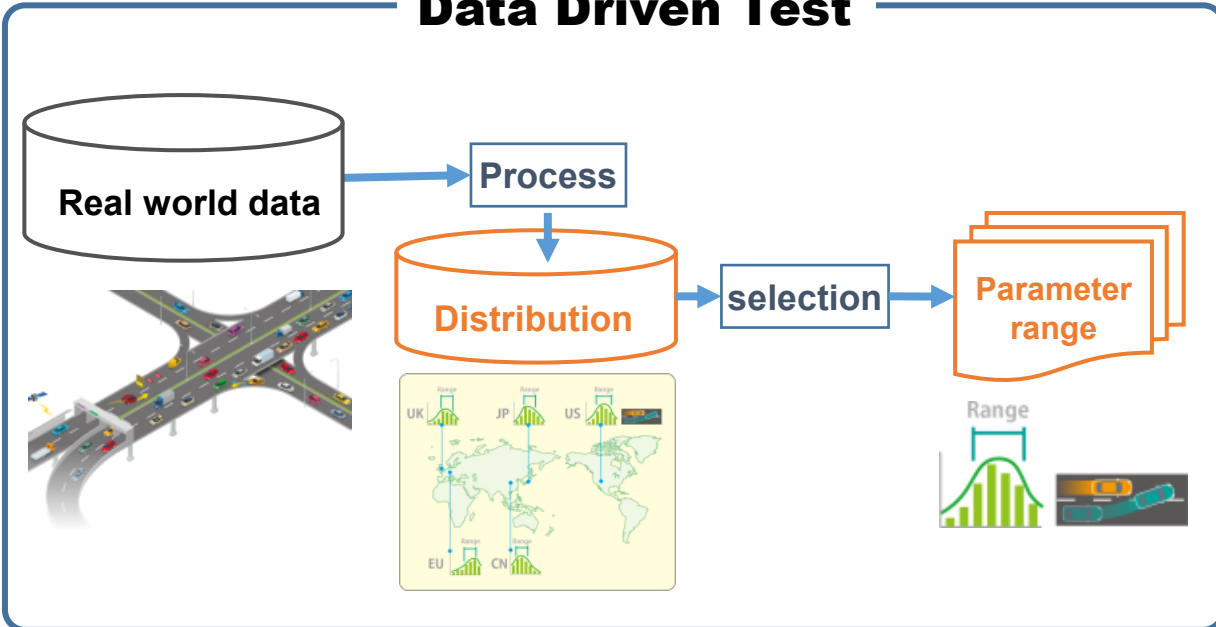 Data Driven Test
Real world data
Process
Distribution
selection
Parameter
range
Range
UK
Range
JP
Range
US
Range
EU
Range
CN
Range